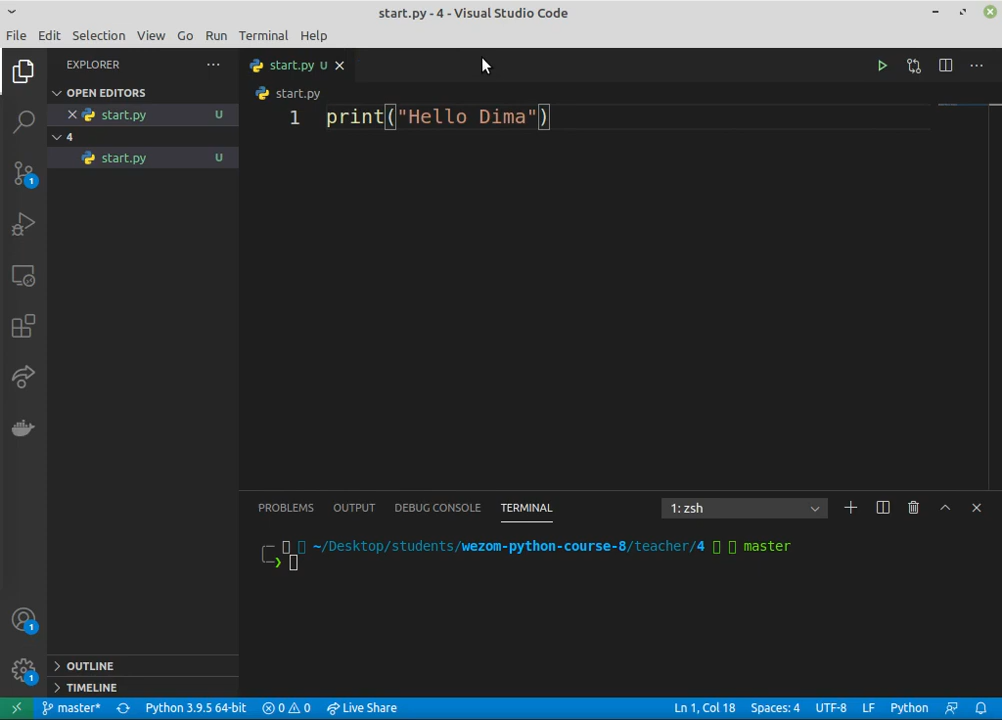 start.py - 4 - Visual Studio Code
File Edit Selection View Go Run Terminal Help
EXPLORER
OPEN EDITORS
start.py U
4
start.py U
1
1
1
OUTLINE
TIMELINE
start.py U
start.py
1 print("Hello Dima")
PROBLEMS OUTPUT DEBUG CONSOLE TERMINAL 1: zsh
~/Desktop/students/wezom-python-course-8/teacher/4 master
master* Python 3.9.5 64-bit 0 0 Live Share Ln 1, Col 18 Spaces: 4 UTF-8 LF Python